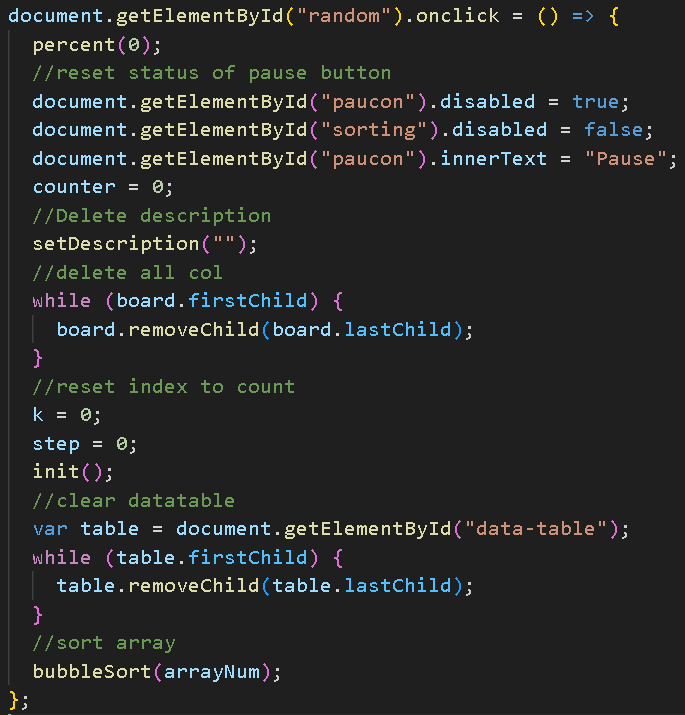 document.getElementById("random").onclick = () => {
  percent(0);
  //reset status of pause button
  document.getElementById("paucon").disabled = true;
  document.getElementById("sorting").disabled = false;
  document.getElementById("paucon").innerText = "Pause";
  counter = 0;
  //Delete description
  setDescription("");
  //delete all col
  while (board.firstChild) {
    board.removeChild(board.lastChild);
  }
  //reset index to count
  k = 0;
  step = 0;
  init();
  //clear datatable
  var table = document.getElementById("data-table");
  while (table.firstChild) {
    table.removeChild(table.lastChild);
  }
  //sort array
  bubbleSort(arrayNum);
};